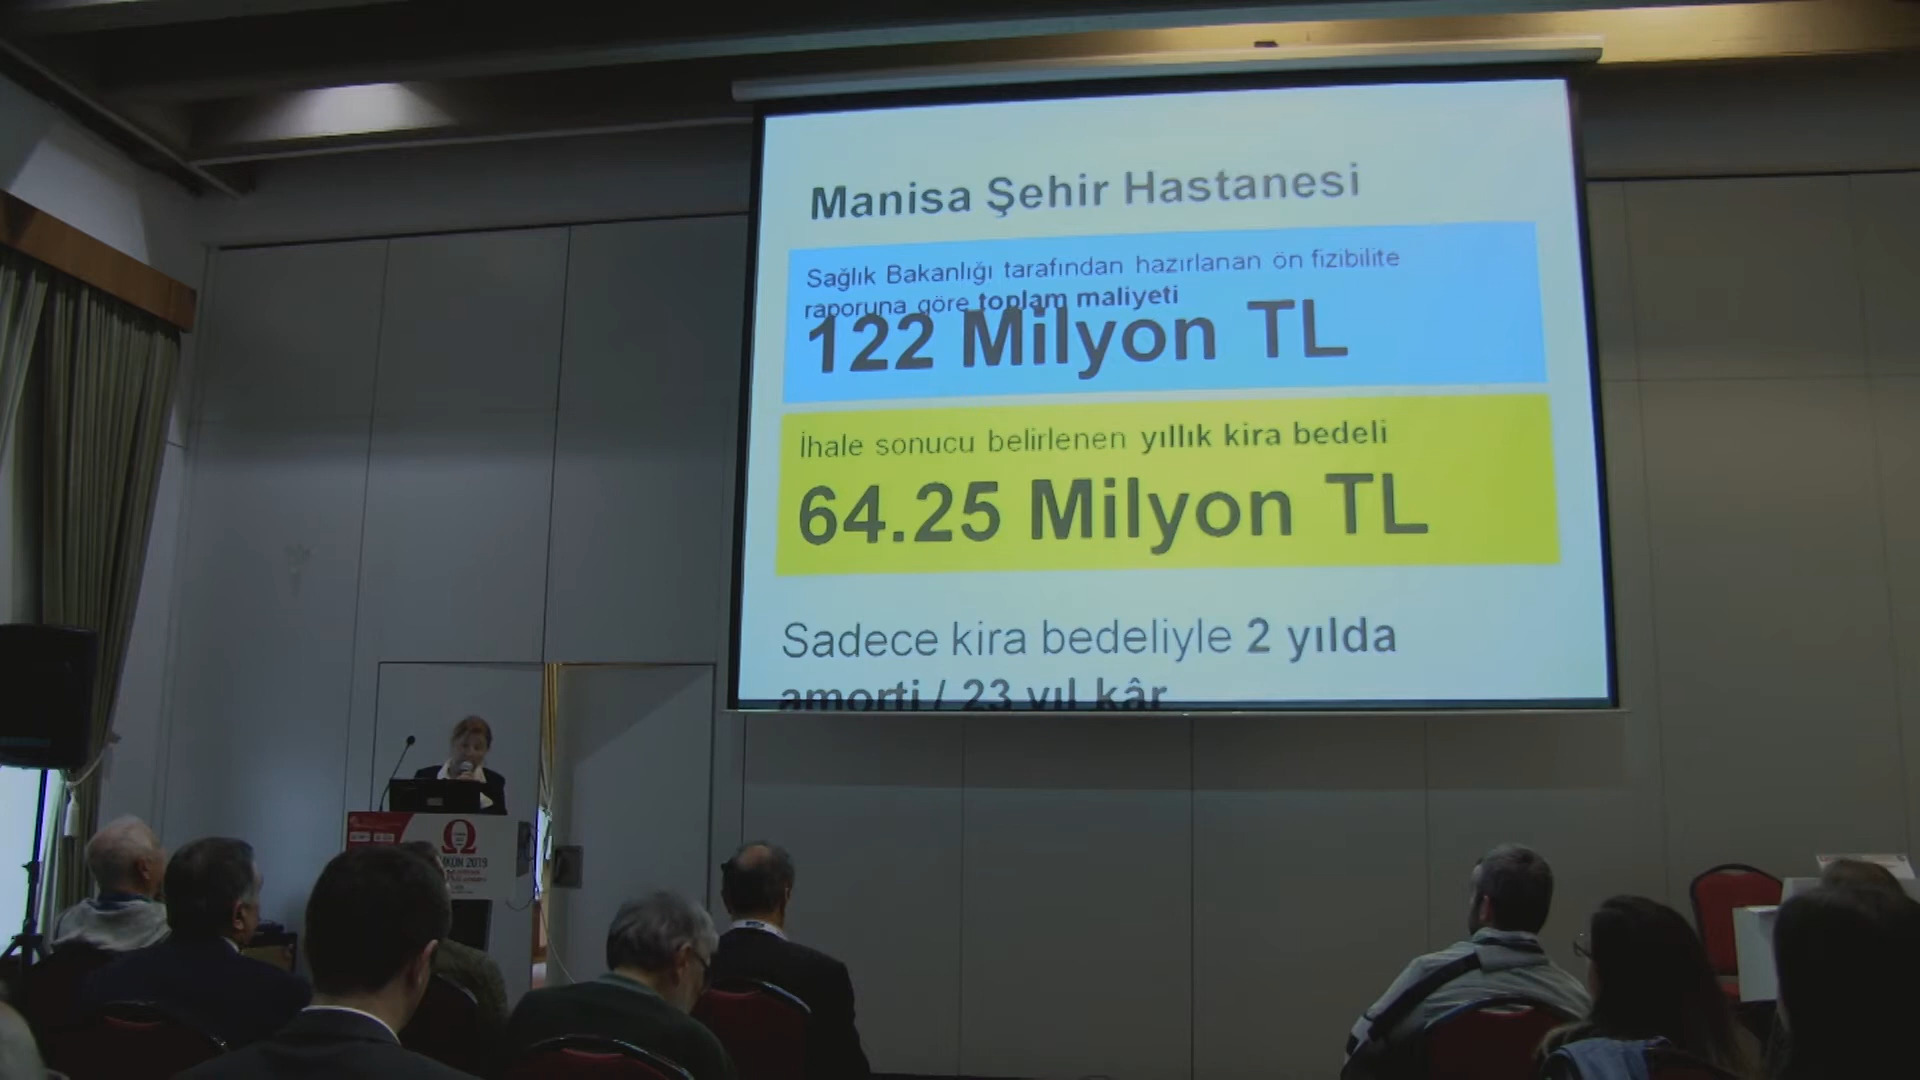 Manisa Şehir Hastanesi
Sağlık Bakanlığı tarafından hazırlanan ön fizibilite
raporuna göre toplam maliyeti
122 Milyon TL
İhale sonucu belirlenen yıllık kira bedeli
64.25 Milyon TL
Sadece kira bedeliyle 2 yılda
amorti / 23 yıl kâr
2019